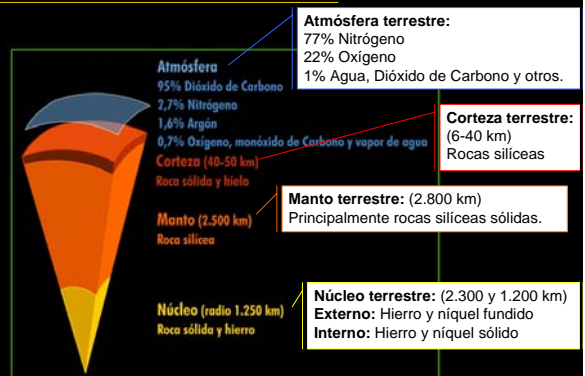 Atmósfera terrestre:
77% Nitrógeno
22% Oxígeno
1% Agua, Dióxido de Carbono y otros.
Atmósfera
95% Dióxido de Carbono
2,7% Nitrógeno
1,6% Argón
0,7% Oxígeno, monóxido de Carbono y vapor de agua
Corteza (40-50 km)
Roca sólida y hielo
Corteza terrestre:
(6-40 km)
Rocas silíceas
Manto (2.500 km)
Roca silícea
Manto terrestre: (2.800 km)
Principalmente rocas silíceas sólidas.
Núcleo (radio 1.250 km)
Roca sólida y hierro
Núcleo terrestre: (2.300 y 1.200 km)
Externo: Hierro y níquel fundido
Interno: Hierro y níquel sólido